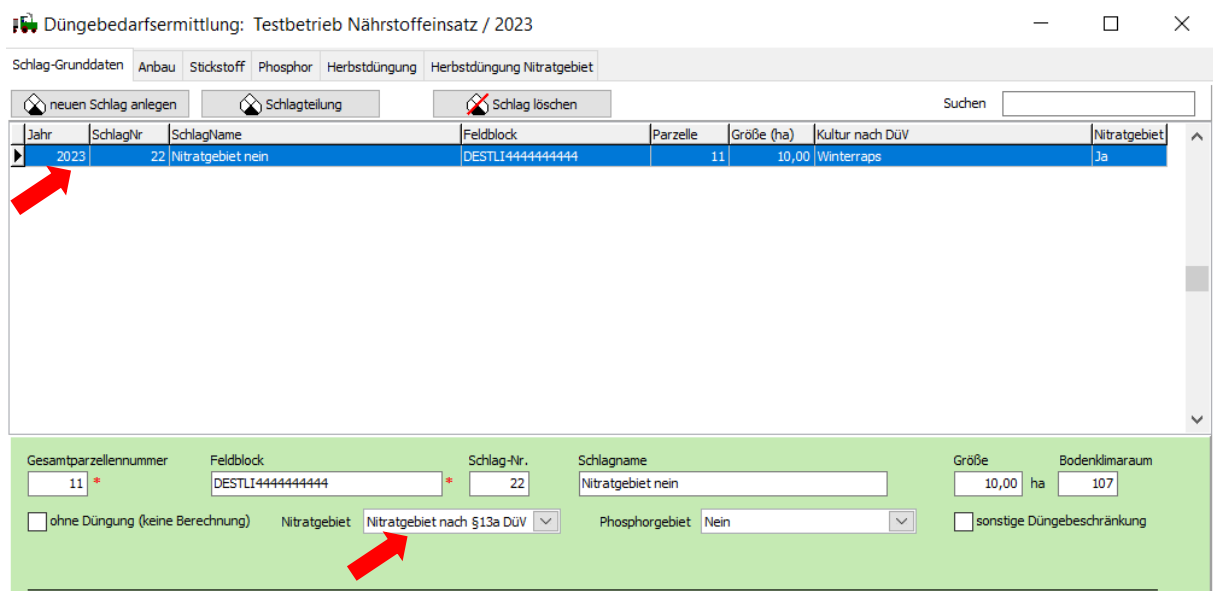 Düngebedarfsermittlung: Testbetrieb Nährstoffeinsatz / 2023
Schlag-Grunddaten Anbau Stickstoff Phosphor Herbstdüngung Herbstdüngung Nitratgebiet
neuen Schlag anlegen Schlagteilung Schlag löschen Suchen
Jahr SchlagNr SchlagName Feldblock Parzelle Größe (ha) Kultur nach DüV Nitratgebiet
2023 22 Nitratgebiet nein DESTLI4444444444 11 10,00 Winterraps Ja
Gesamtparzellennummer Feldblock Schlag-Nr. Schlagname Größe Bodenklimaraum
11 * DESTLI4444444444 * 22 Nitratgebiet nein 10,00 ha 107
ohne Düngung (keine Berechnung) Nitratgebiet Nitratgebiet nach §13a DüV Phosphorgebiet Nein sonstige Düngebeschränkung